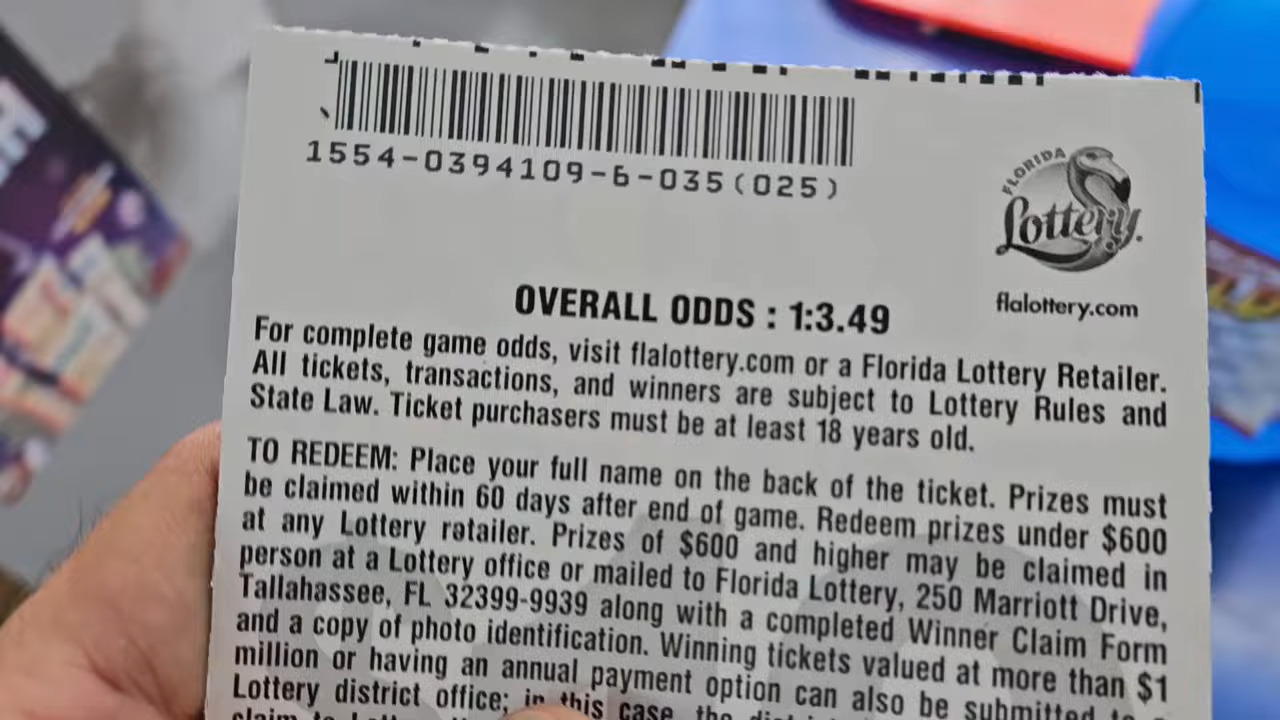 1554-0394109-6-035(025)
FLORIDA
Lottery.
flalottery.com
OVERALL ODDS : 1:3.49
For complete game odds, visit flalottery.com or a Florida Lottery Retailer.
All tickets, transactions, and winners are subject to Lottery Rules and
State Law. Ticket purchasers must be at least 18 years old.
TO REDEEM: Place your full name on the back of the ticket. Prizes must
be claimed within 60 days after end of game. Redeem prizes under $600
at any Lottery retailer. Prizes of $600 and higher may be claimed in
person at a Lottery office or mailed to Florida Lottery, 250 Marriott Drive,
Tallahassee, FL 32399-9939 along with a completed Winner Claim Form
and a copy of photo identification. Winning tickets valued at more than $1
million or having an annual payment option can also be submitted to
Lottery district office; in this case, the
claim to